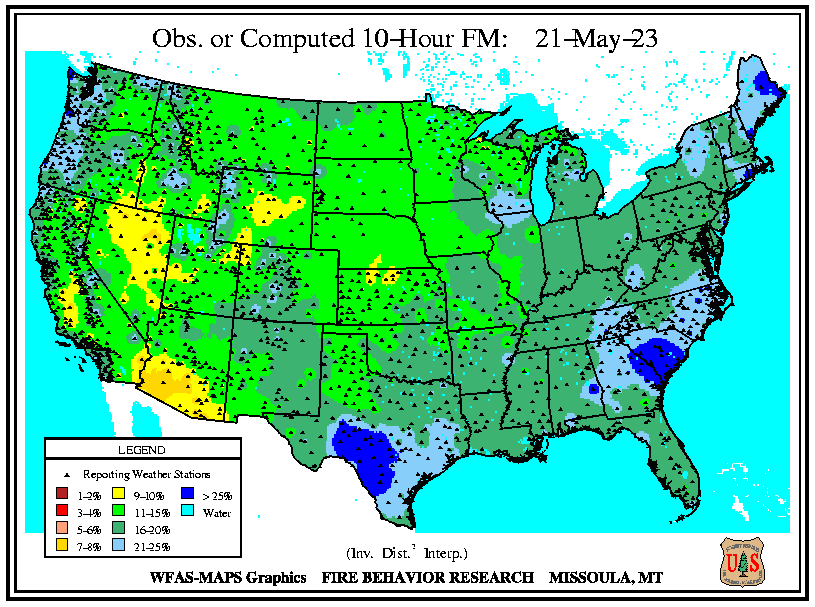 Obs. or Computed 10-Hour FM: 21-May-23
LEGEND
Reporting Weather Stations
1-2% 9-10% > 25%
3-4% 11-15% Water
5-6% 16-20%
7-8% 21-25%
(Inv. Dist.² Interp.)
WFAS-MAPS Graphics FIRE BEHAVIOR RESEARCH MISSOULA, MT
U S